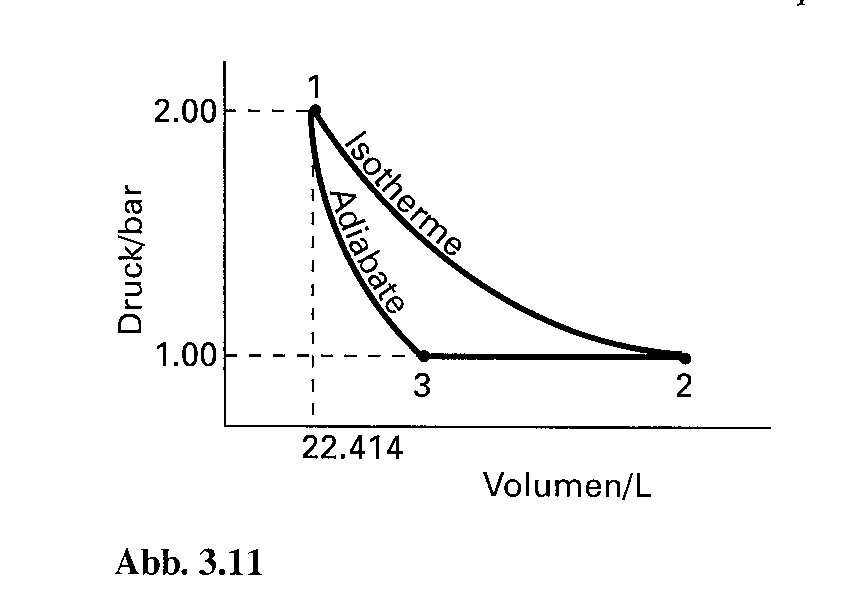 1
2.00
Isotherme
Adiabate
Druck/bar
1.00
3
2
22.414
Volumen/L
Abb. 3.11